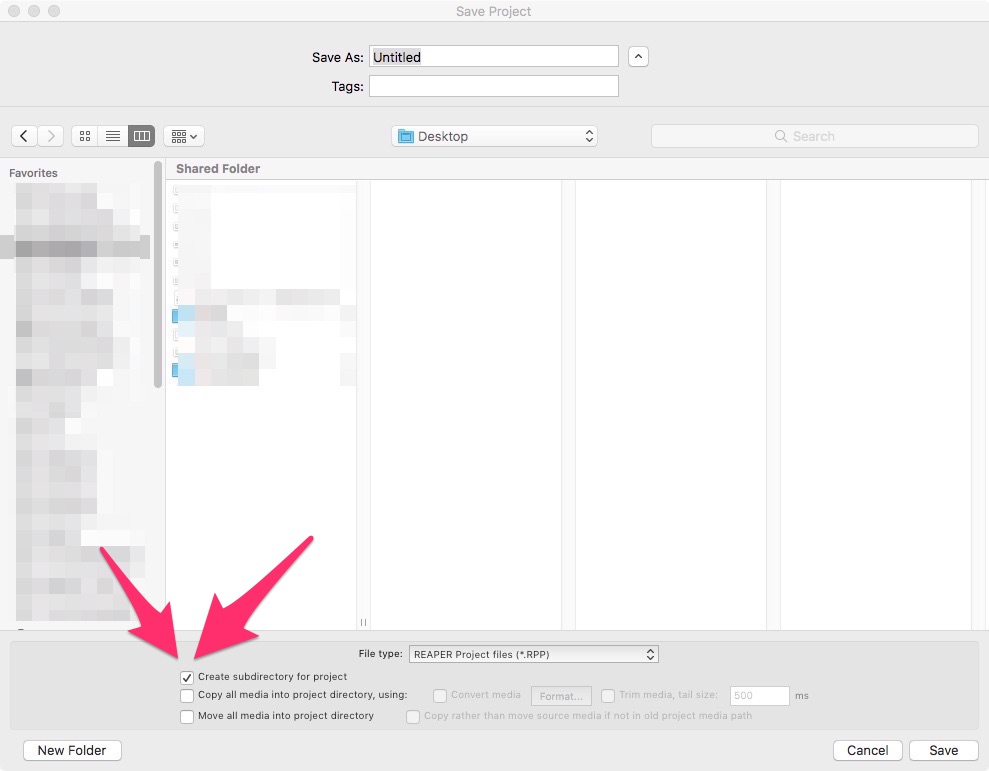 Save Project
Save As: Untitled
Tags:
Desktop
Search
Favorites
Shared Folder
File type: REAPER Project files (*.RPP)
Create subdirectory for project
Copy all media into project directory, using: Convert media Format... Trim media, tail size: 500 ms
Move all media into project directory Copy rather than move source media if not in old project media path
New Folder Cancel Save